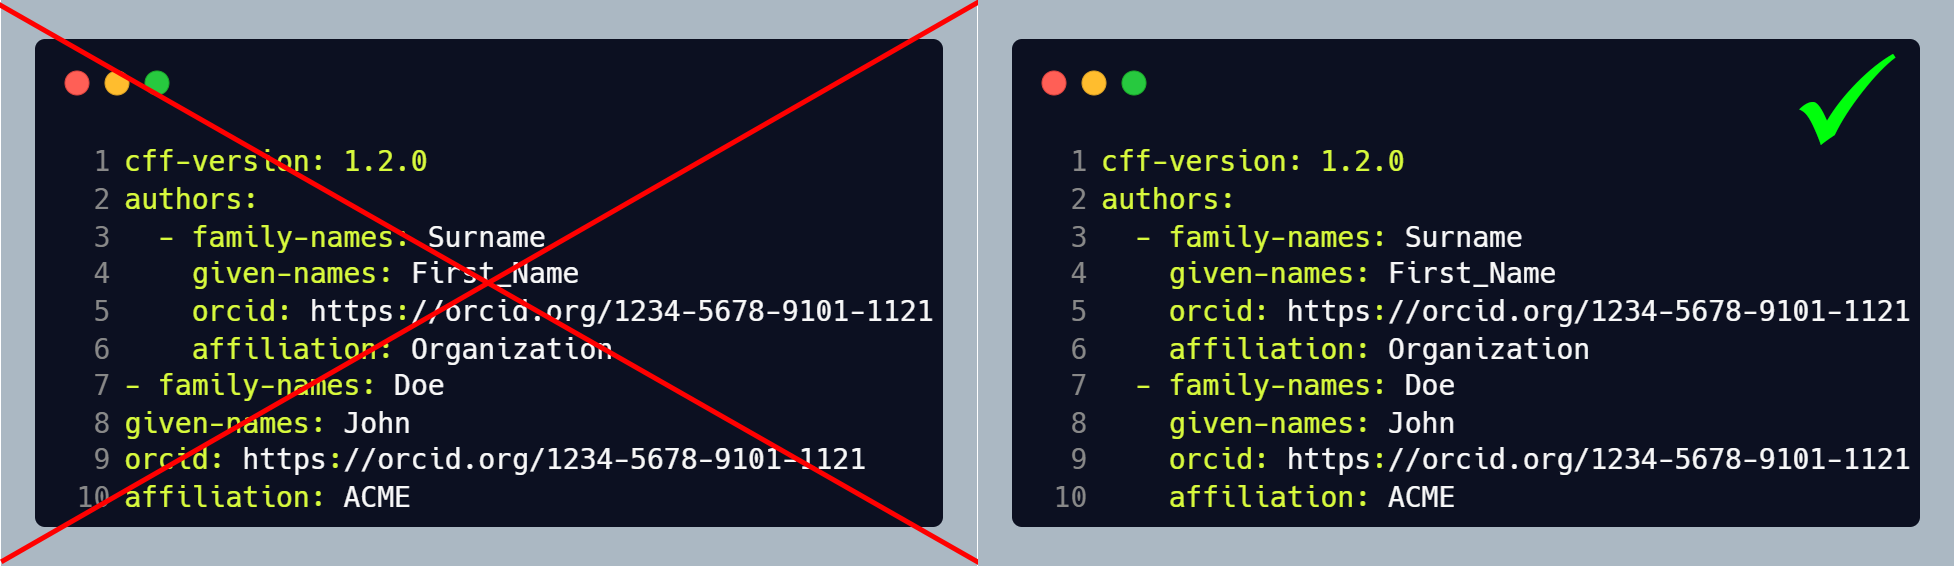 1 cff-version: 1.2.0
2 authors:
3   - family-names: Surname
4     given-names: First_Name
5     orcid: https://orcid.org/1234-5678-9101-1121
6     affiliation: Organization
7 - family-names: Doe
8 given-names: John
9 orcid: https://orcid.org/1234-5678-9101-1121
10 affiliation: ACME
1 cff-version: 1.2.0
2 authors:
3   - family-names: Surname
4     given-names: First_Name
5     orcid: https://orcid.org/1234-5678-9101-1121
6     affiliation: Organization
7   - family-names: Doe
8     given-names: John
9     orcid: https://orcid.org/1234-5678-9101-1121
10     affiliation: ACME